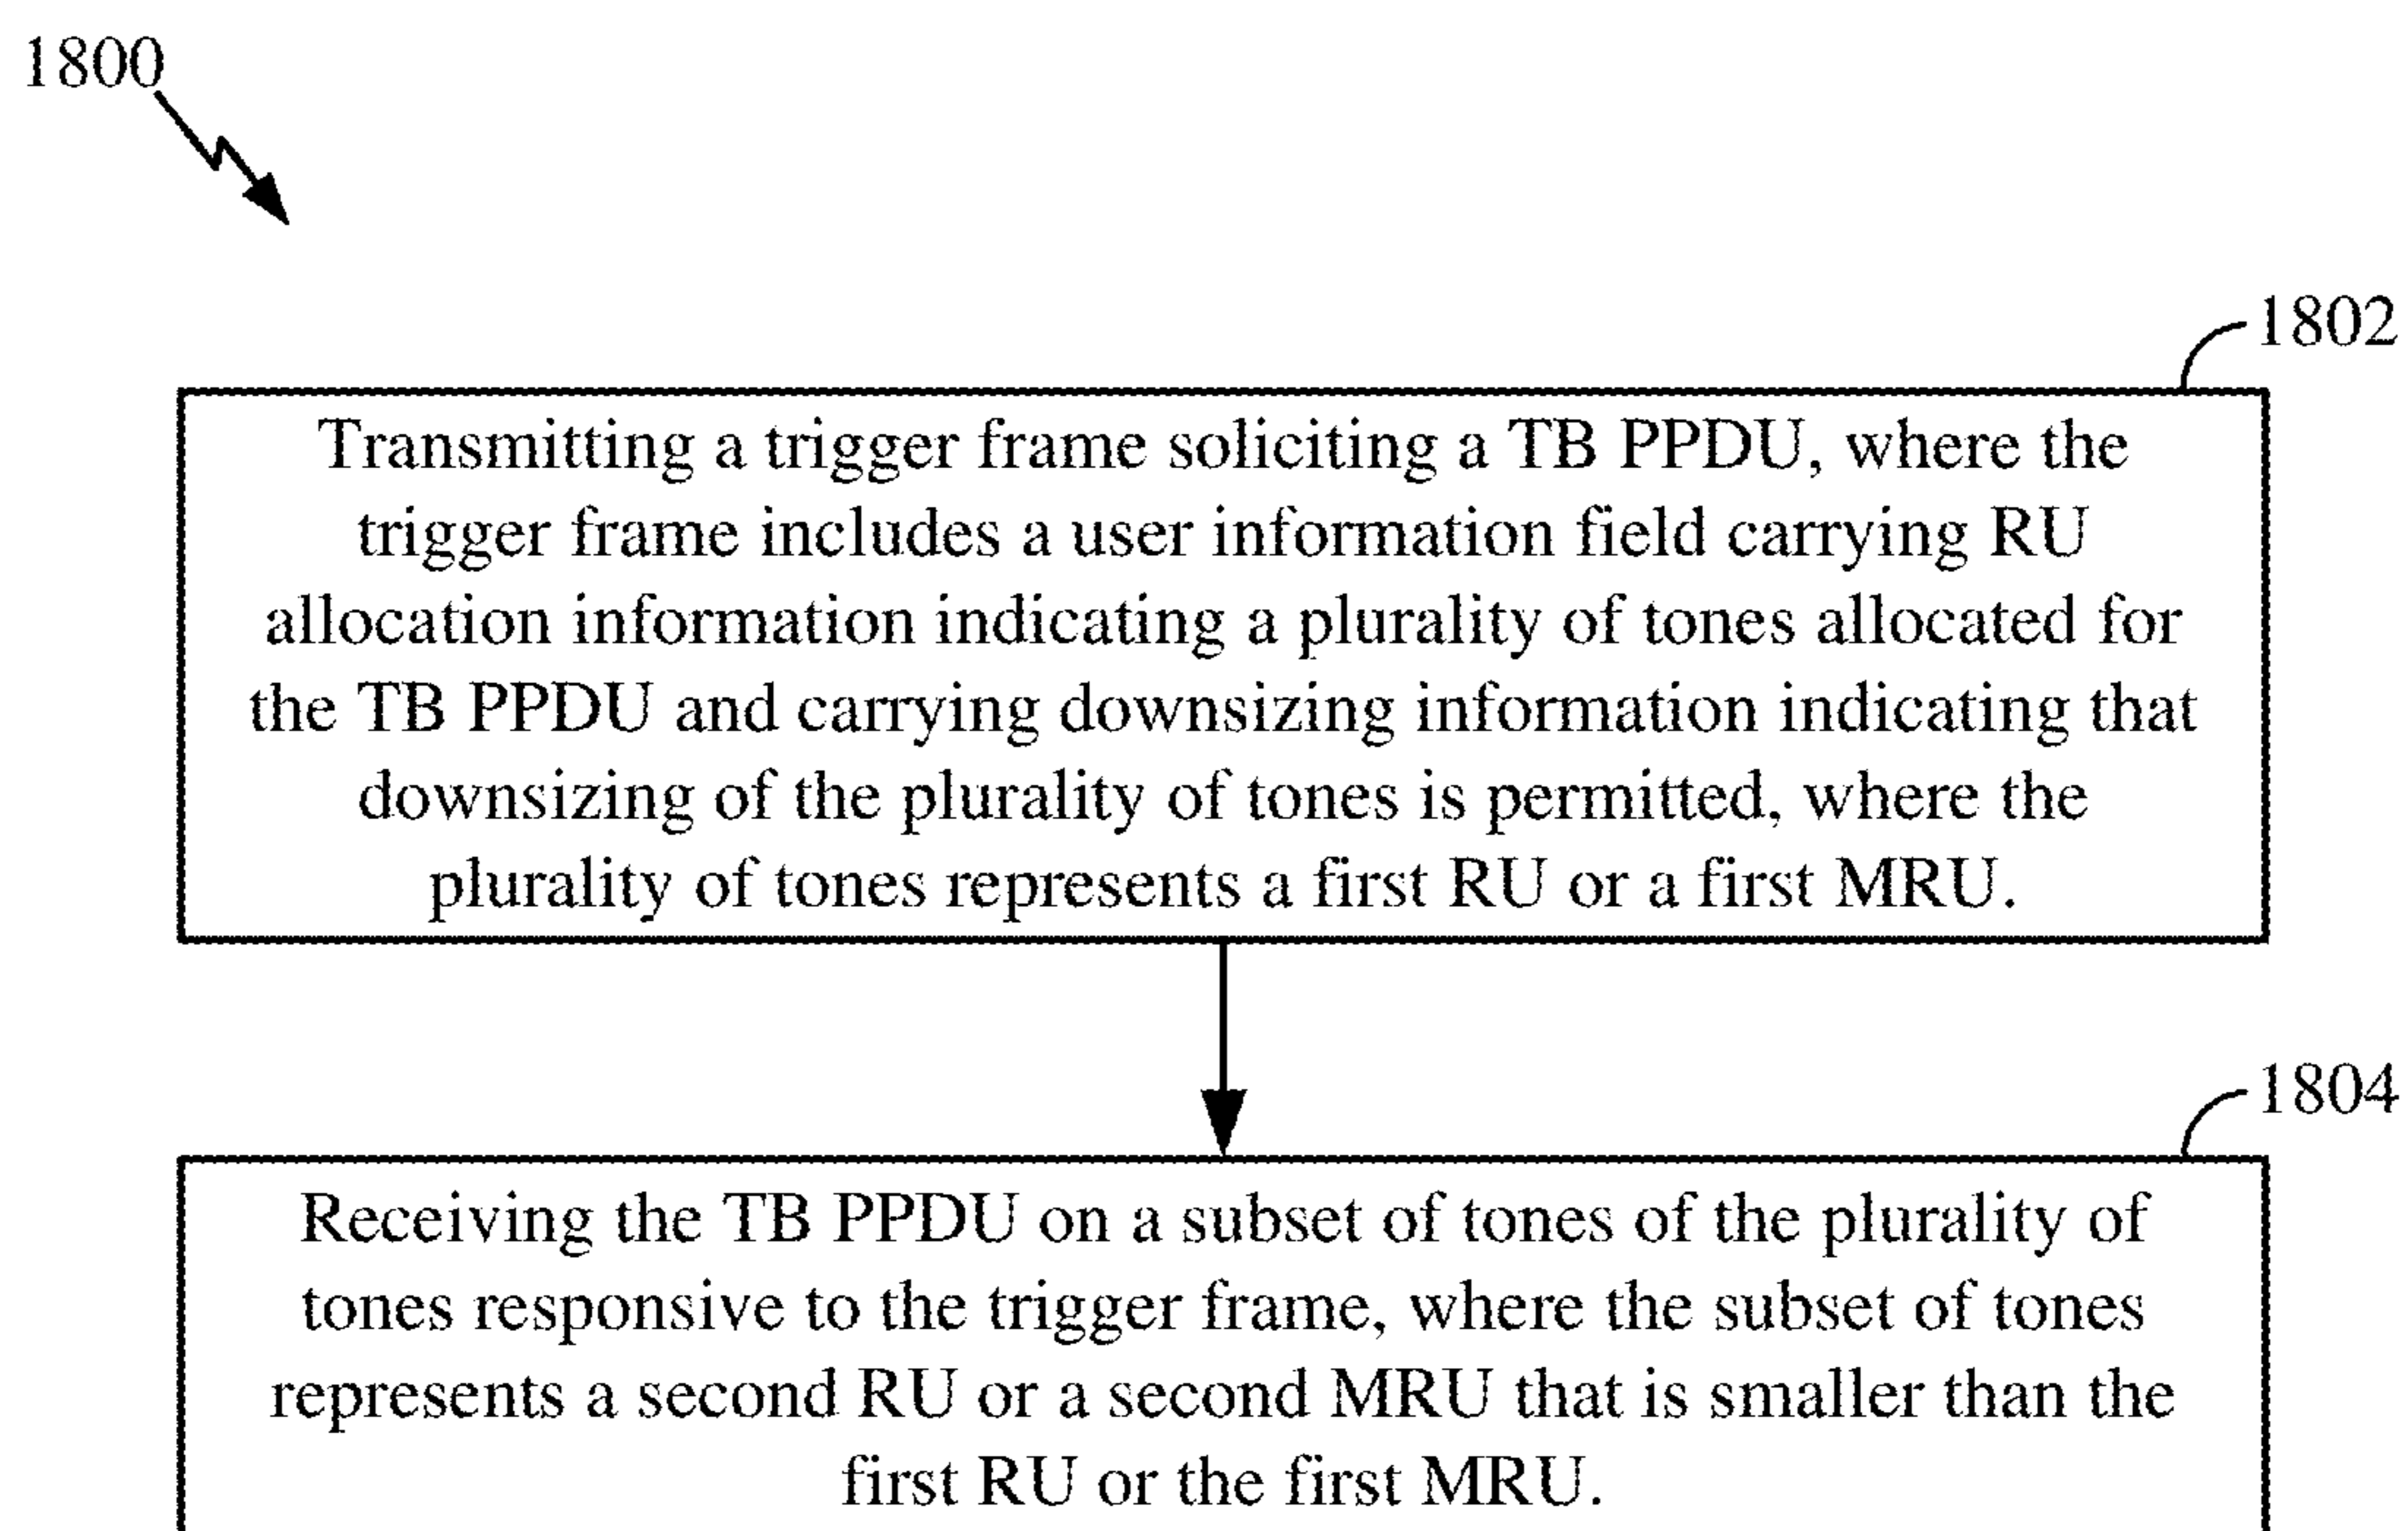 1800
1802
Transmitting a trigger frame soliciting a TB PPDU, where the
trigger frame includes a user information field carrying RU
allocation information indicating a plurality of tones allocated for
the TB PPDU and carrying downsizing information indicating that
downsizing of the plurality of tones is permitted, where the
plurality of tones represents a first RU or a first MRU.
1804
Receiving the TB PPDU on a subset of tones of the plurality of
tones responsive to the trigger frame, where the subset of tones
represents a second RU or a second MRU that is smaller than the
first RU or the first MRU.